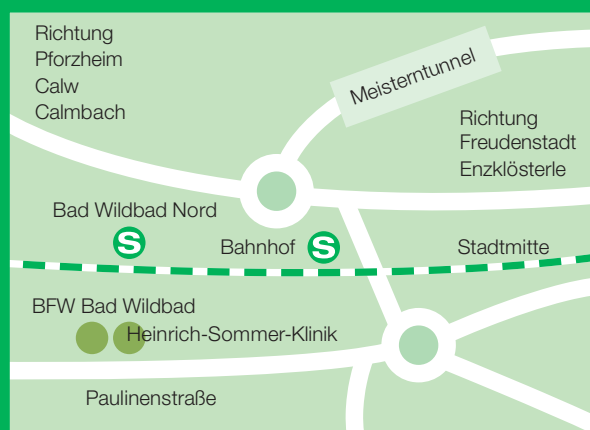 Richtung
Pforzheim
Calw
Calmbach
Meisterntunnel
Richtung
Freudenstadt
Enzklösterle
Bad Wildbad Nord
S
Bahnhof S
Stadtmitte
BFW Bad Wildbad
Heinrich-Sommer-Klinik
Paulinenstraße